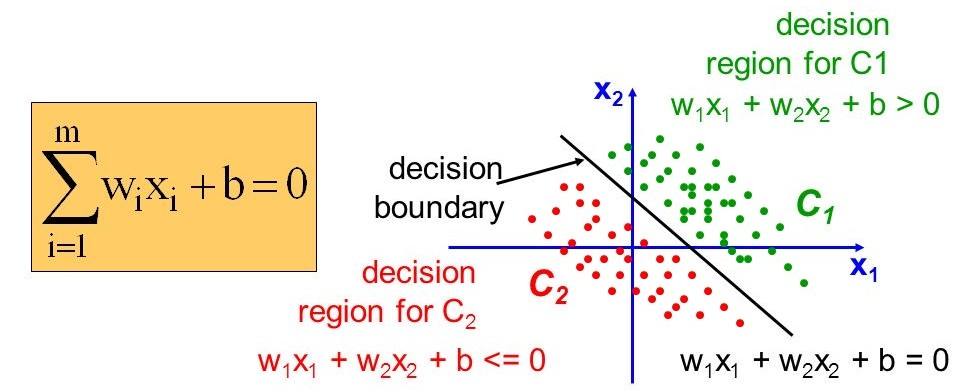 decision
region for C1
w₁x₁ + w₂x₂ + b > 0
x₂
m
∑wᵢxᵢ + b = 0
i=1
decision
boundary
C₁
x₁
decision
region for C₂
C₂
w₁x₁ + w₂x₂ + b <= 0
w₁x₁ + w₂x₂ + b = 0